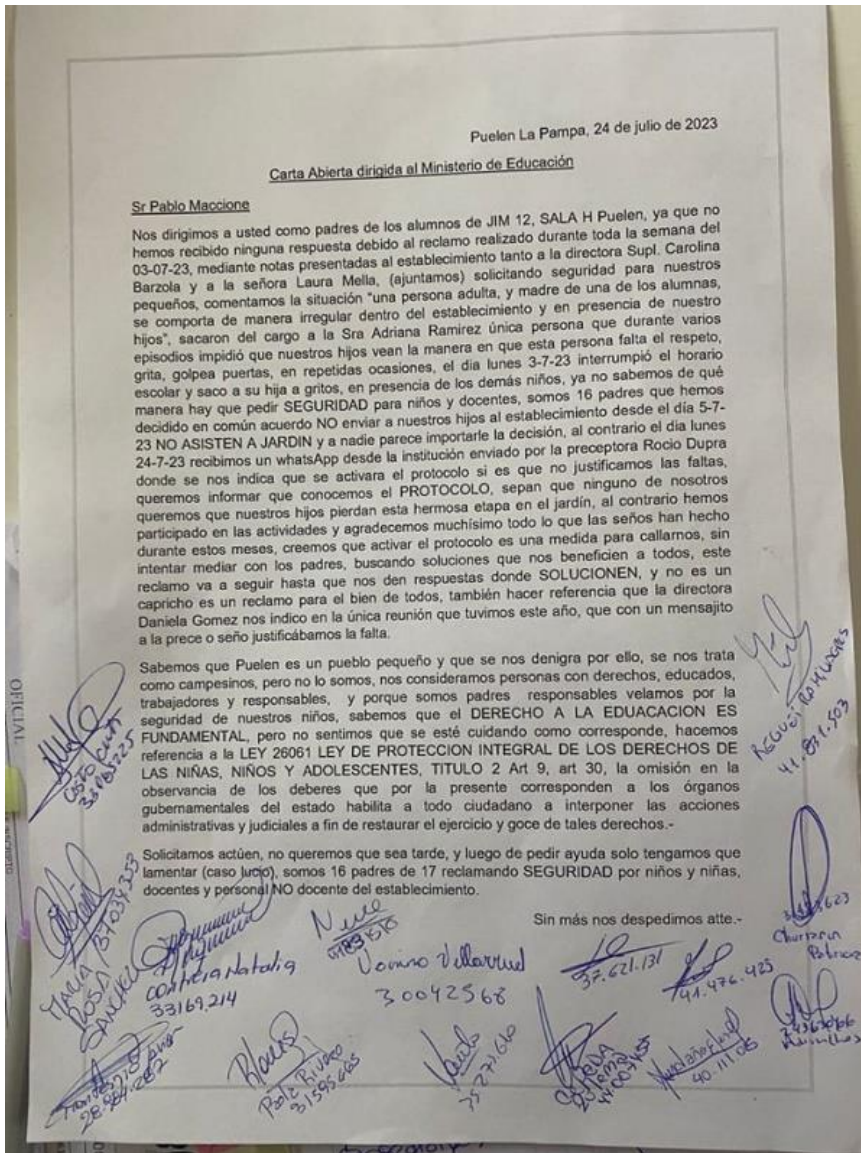 Puelen La Pampa, 24 de julio de 2023
Carta Abierta dirigida al Ministerio de Educación
Sr Pablo Maccione
Nos dirigimos a usted como padres de los alumnos de JIM 12, SALA H Puelen, ya que no
hemos recibido ninguna respuesta debido al reclamo realizado durante toda la semana del
03-07-23, mediante notas presentadas al establecimiento tanto a la directora Supl. Carolina
Barzola y a la señora Laura Mella, (ajuntamos) solicitando seguridad para nuestros
pequeños, comentamos la situación "una persona adulta, y madre de una de los alumnas,
se comporta de manera irregular dentro del establecimiento y en presencia de nuestro
hijos", sacaron del cargo a la Sra Adriana Ramirez única persona que durante varios
episodios impidió que nuestros hijos vean la manera en que esta persona falta el respeto,
grita, golpea puertas, en repetidas ocasiones, el dia lunes 3-7-23 interrumpió el horario
escolar y saco a su hija a gritos, en presencia de los demás niños, ya no sabemos de qué
manera hay que pedir SEGURIDAD para niños y docentes, somos 16 padres que hemos
decidido en común acuerdo NO enviar a nuestros hijos al establecimiento desde el día 5-7-
23 NO ASISTEN A JARDIN y a nadie parece importarle la decisión, al contrario el dia lunes
24-7-23 recibimos un whatsApp desde la institución enviado por la preceptora Rocio Dupra
donde se nos indica que se activara el protocolo si es que no justificamos las faltas,
queremos informar que conocemos el PROTOCOLO, sepan que ninguno de nosotros
queremos que nuestros hijos pierdan esta hermosa etapa en el jardín, al contrario hemos
participado en las actividades y agradecemos muchísimo todo lo que las seños han hecho
durante estos meses, creemos que activar el protocolo es una medida para callarnos, sin
intentar mediar con los padres, buscando soluciones que nos beneficien a todos, este
reclamo va a seguir hasta que nos den respuestas donde SOLUCIONEN, y no es un
capricho es un reclamo para el bien de todos, también hacer referencia que la directora
Daniela Gomez nos indico en la única reunión que tuvimos este año, que con un mensajito
a la prece o seño justificábamos la falta.
Sabemos que Puelen es un pueblo pequeño y que se nos denigra por ello, se nos trata
como campesinos, pero no lo somos, nos consideramos personas con derechos, educados,
trabajadores y responsables, y porque somos padres responsables velamos por la
seguridad de nuestros niños, sabemos que el DERECHO A LA EDUACACION ES
FUNDAMENTAL, pero no sentimos que se esté cuidando como corresponde, hacemos
referencia a la LEY 26061 LEY DE PROTECCION INTEGRAL DE LOS DERECHOS DE
LAS NIÑAS, NIÑOS Y ADOLESCENTES, TITULO 2 Art 9, art 30, la omisión en la
observancia de los deberes que por la presente corresponden a los órganos
gubernamentales del estado habilita a todo ciudadano a interponer las acciones
administrativas y judiciales a fin de restaurar el ejercicio y goce de tales derechos.-
Solicitamos actúen, no queremos que sea tarde, y luego de pedir ayuda solo tengamos que
lamentar (caso lucio), somos 16 padres de 17 reclamando SEGURIDAD por niños y niñas,
docentes y personal NO docente del establecimiento.
Sin más nos despedimos atte.-
OFICIAL
41.831.503
MARIA
ROSA
SANCHEZ
37034353
Natalia
33169.214
Villarruel
30042568
37.621.131
41.476.425
Rivero
31595685
35273610
40.111.085